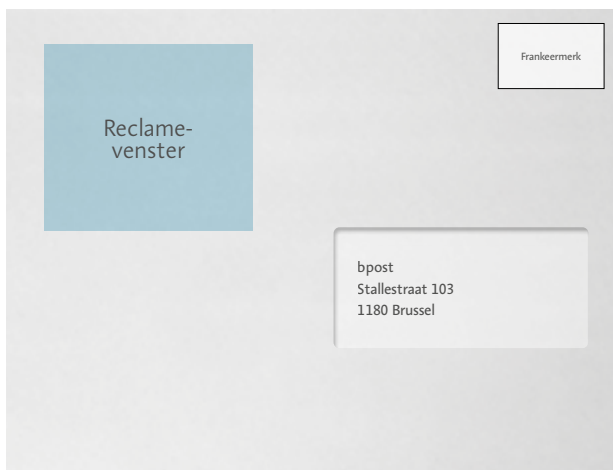 Frankeermerk
Reclame-
venster
bpost
Stallestraat 103
1180 Brussel